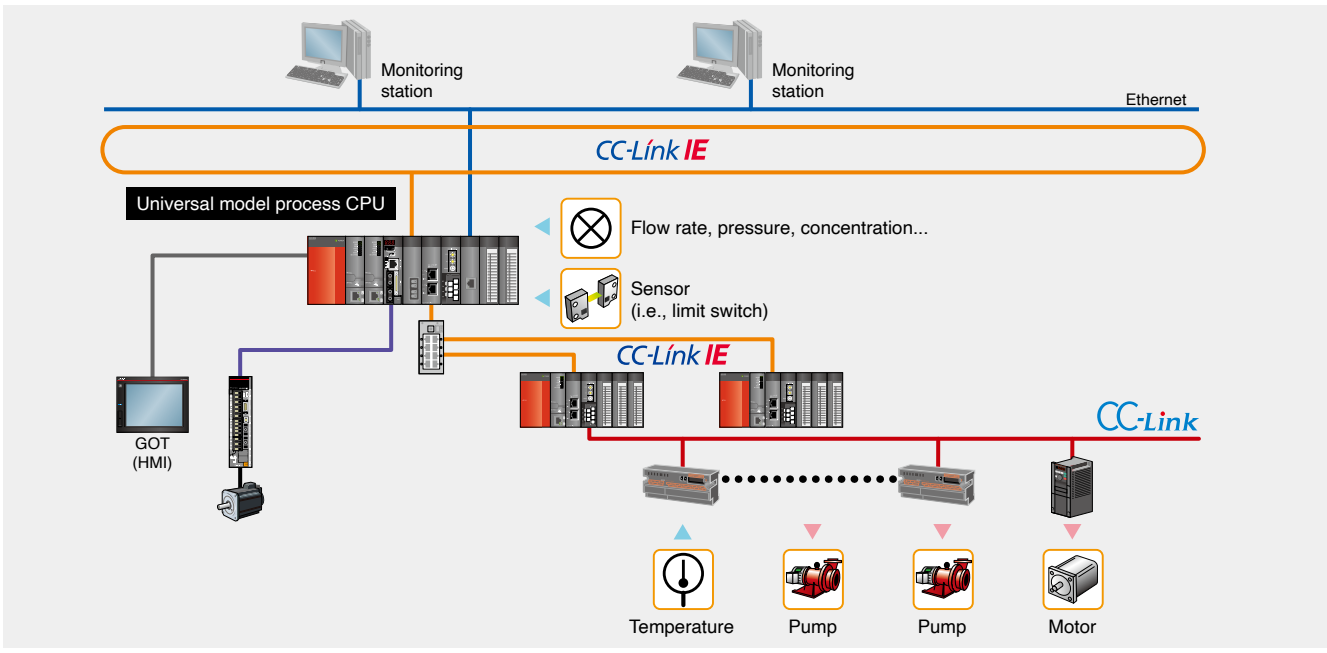 Monitoring
station
Monitoring
station
Ethernet
CC-Link IE
Universal model process CPU
Flow rate, pressure, concentration...
Sensor
(i.e., limit switch)
CC-Link IE
CC-Link
GOT
(HMI)
Temperature
Pump
Pump
Motor